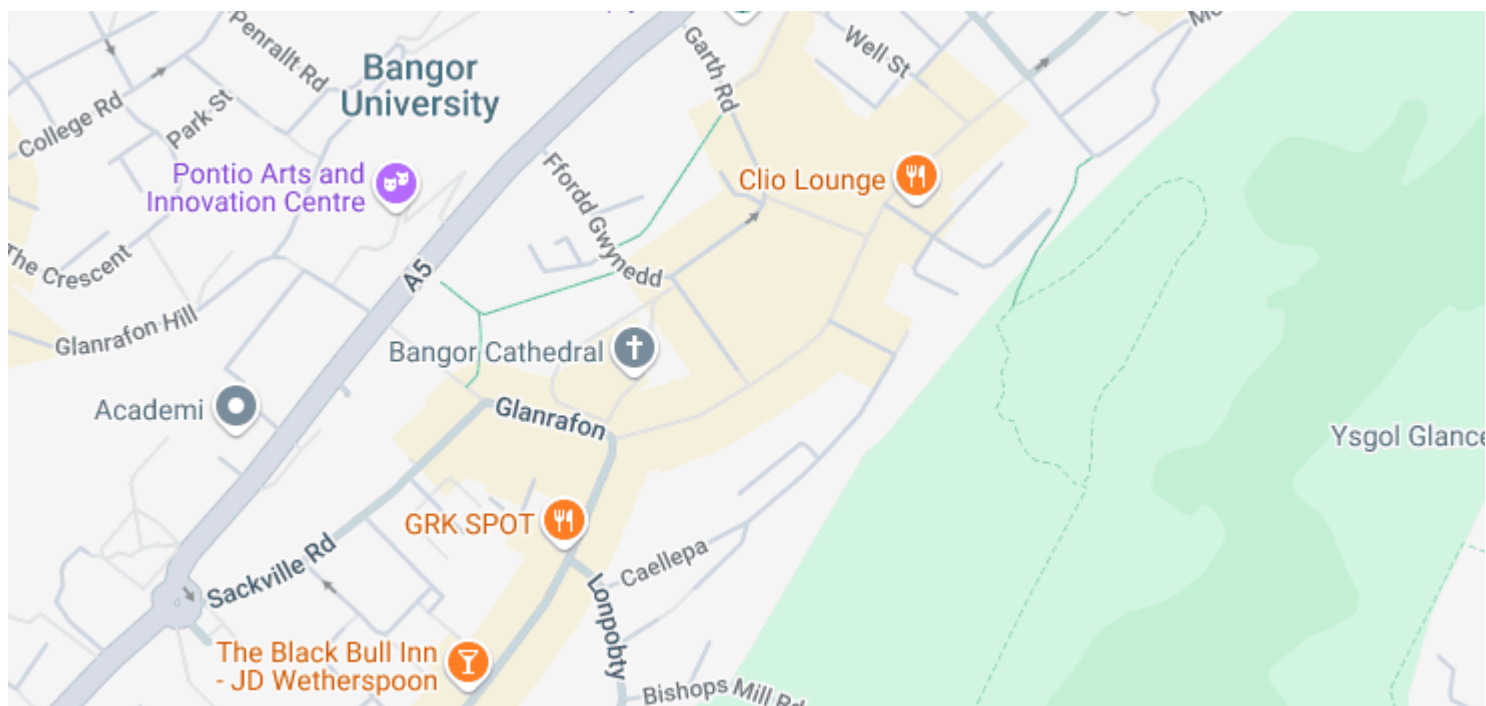 Penrallt Rd
Bangor
University
Garth Rd
Well St
College Rd
Park St
Pontio Arts and
Innovation Centre
Ffordd Gwynedd
Clio Lounge
The Crescent
A5
Glanrafon Hill
Bangor Cathedral
Academi
Glanrafon
Ysgol Glance
GRK SPOT
Sackville Rd
Caellepa
Lonpobty
The Black Bull Inn
- JD Wetherspoon
Bishops Mill Rd